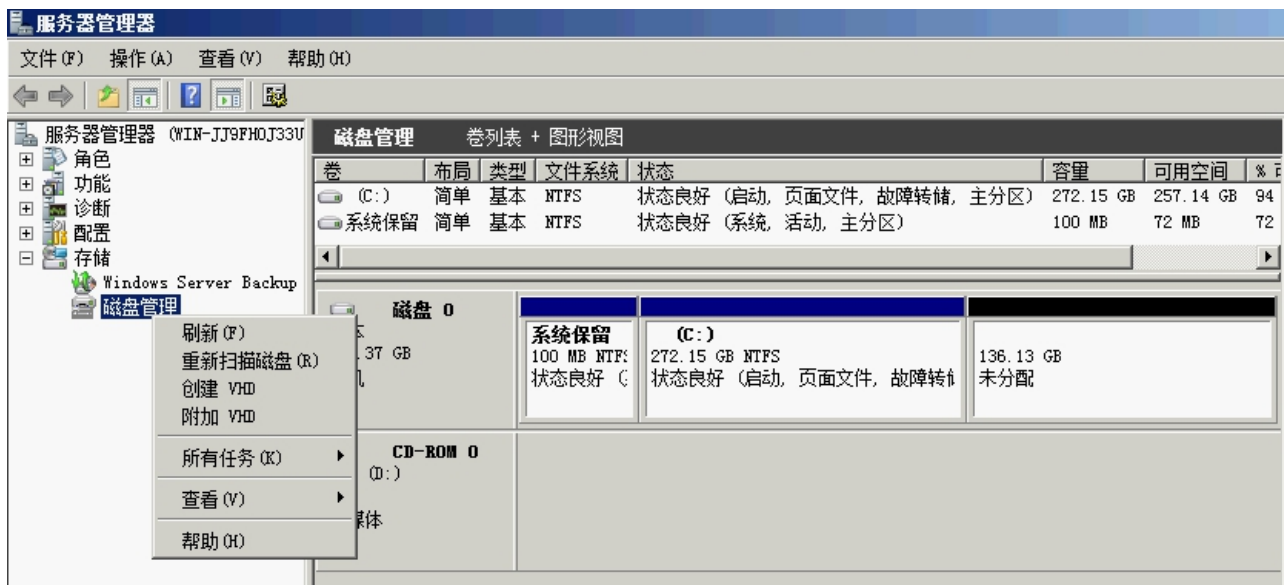 服务器管理器
文件(F) 操作(A) 查看(V) 帮助(H)
服务器管理器 (WIN-JJ9FHOJ33U
角色
功能
诊断
配置
存储
Windows Server Backup
磁盘管理
刷新(F)
重新扫描磁盘(R)
创建 VHD
附加 VHD
所有任务(K)
查看(V)
帮助(H)
磁盘管理 卷列表 + 图形视图
卷 布局 类型 文件系统 状态 容量 可用空间 %
(C:) 简单 基本 NTFS 状态良好 (启动, 页面文件, 故障转储, 主分区) 272.15 GB 257.14 GB 94
系统保留 简单 基本 NTFS 状态良好 (系统, 活动, 主分区) 100 MB 72 MB 72
磁盘 0
.37 GB
系统保留
100 MB NTFS
状态良好 (
(C:)
272.15 GB NTFS
状态良好 (启动, 页面文件, 故障转储
136.13 GB
未分配
CD-ROM 0
(D:)
媒体